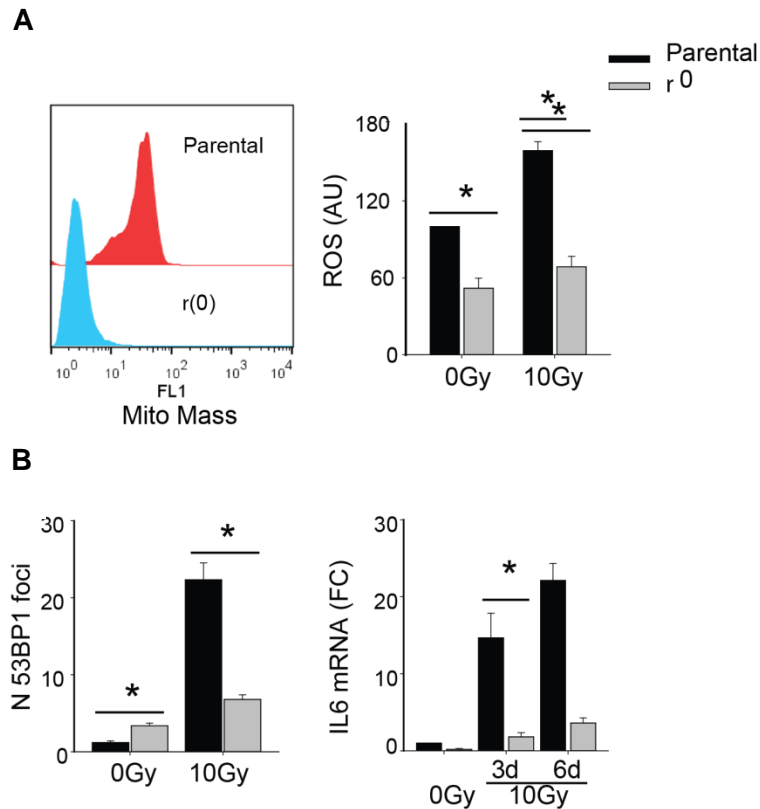 A
Parental
r 0
Parental
r(0)
10⁰ 10¹ 10² 10³ 10⁴
FL1
Mito Mass
ROS (AU)
180
120
60
0
*
*
*
0Gy 10Gy
B
N 53BP1 foci
30
20
10
0
*
*
0Gy 10Gy
IL6 mRNA (FC)
30
20
10
0
*
3d 6d
0Gy 10Gy